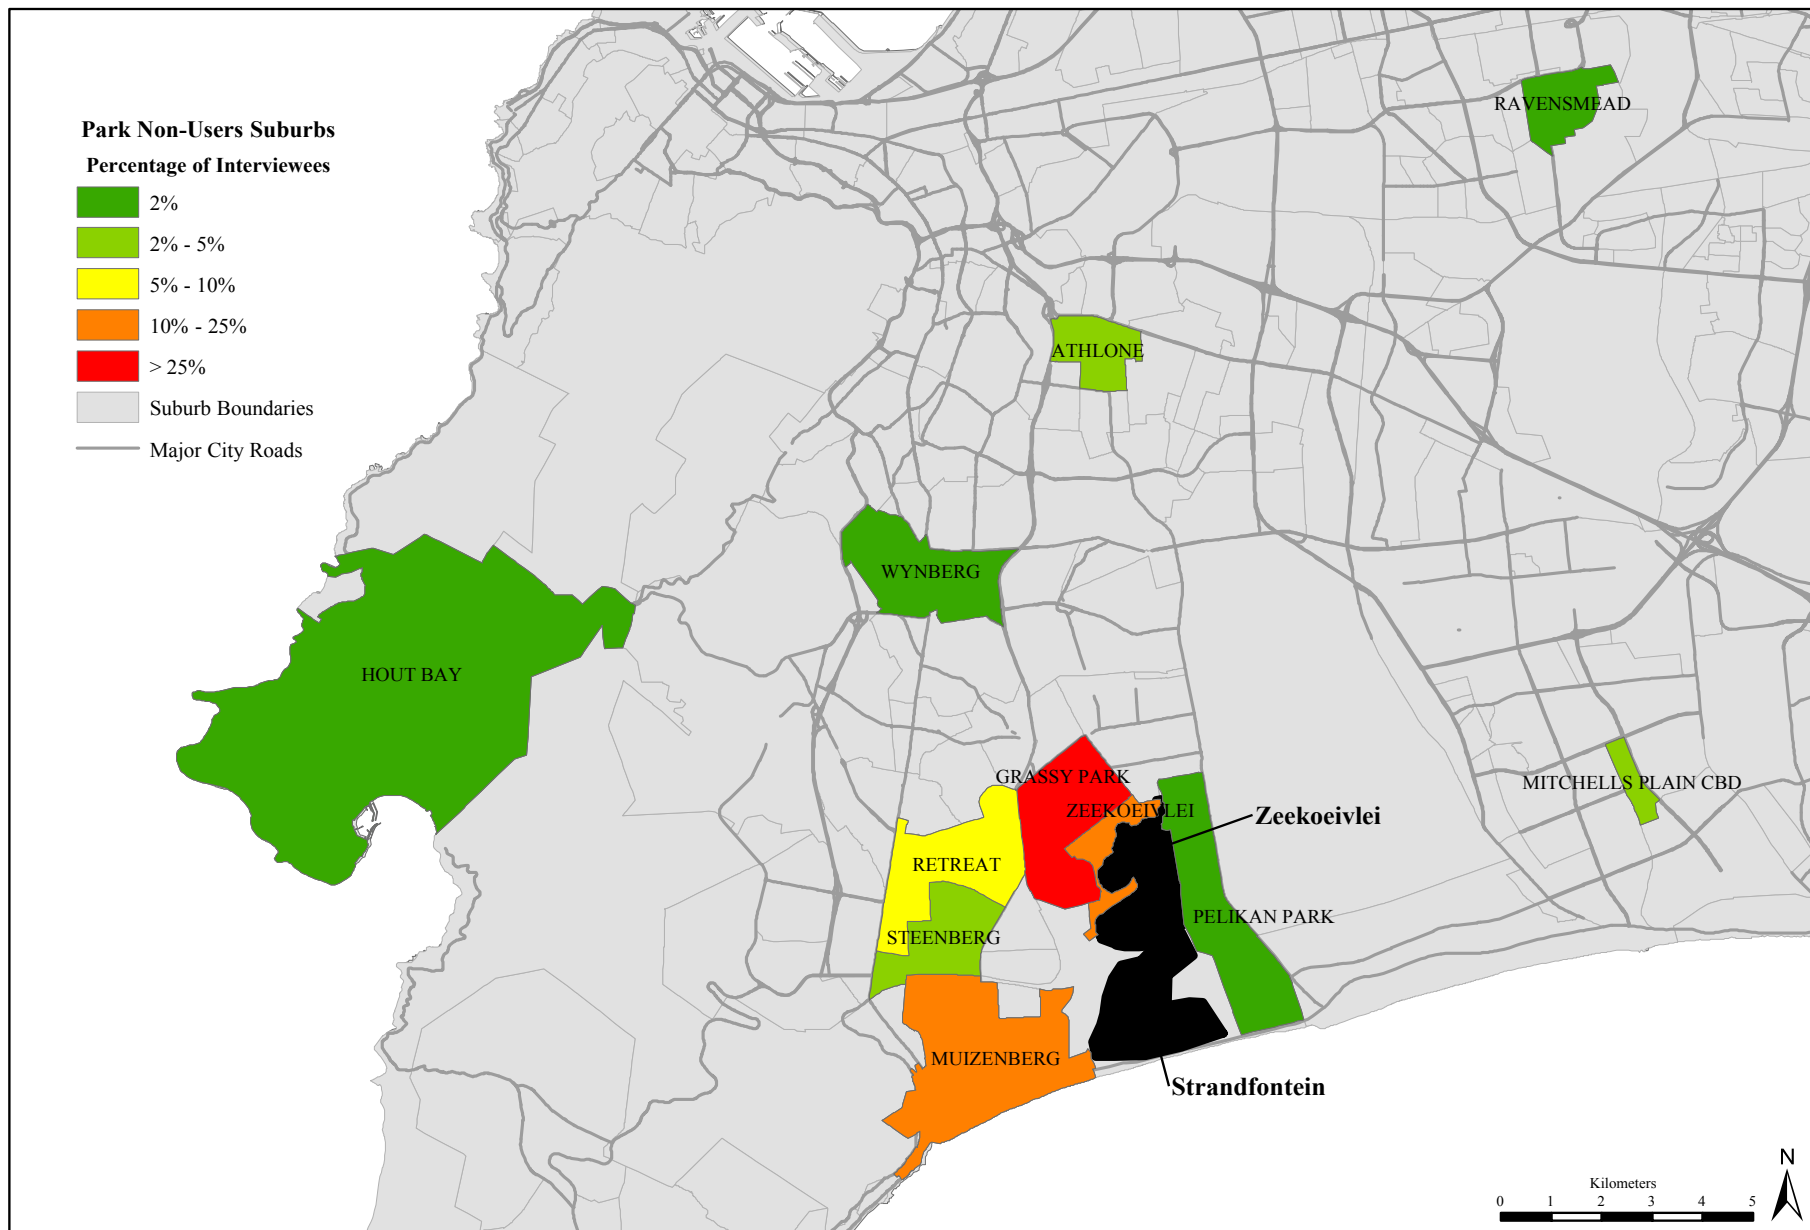 Park Non-Users Suburbs
Percentage of Interviewees
2%
2% - 5%
5% - 10%
10% - 25%
> 25%
Suburb Boundaries
Major City Roads
RAVENSMEAD
ATHLONE
WYNBERG
HOUT BAY
GRASSY PARK
MITCHELLS PLAIN CBD
ZEEKOEIVLEI
Zeekoeivlei
RETREAT
PELIKAN PARK
STEENBERG
MUIZENBERG
Strandfontein
N
Kilometers
0 1 2 3 4 5